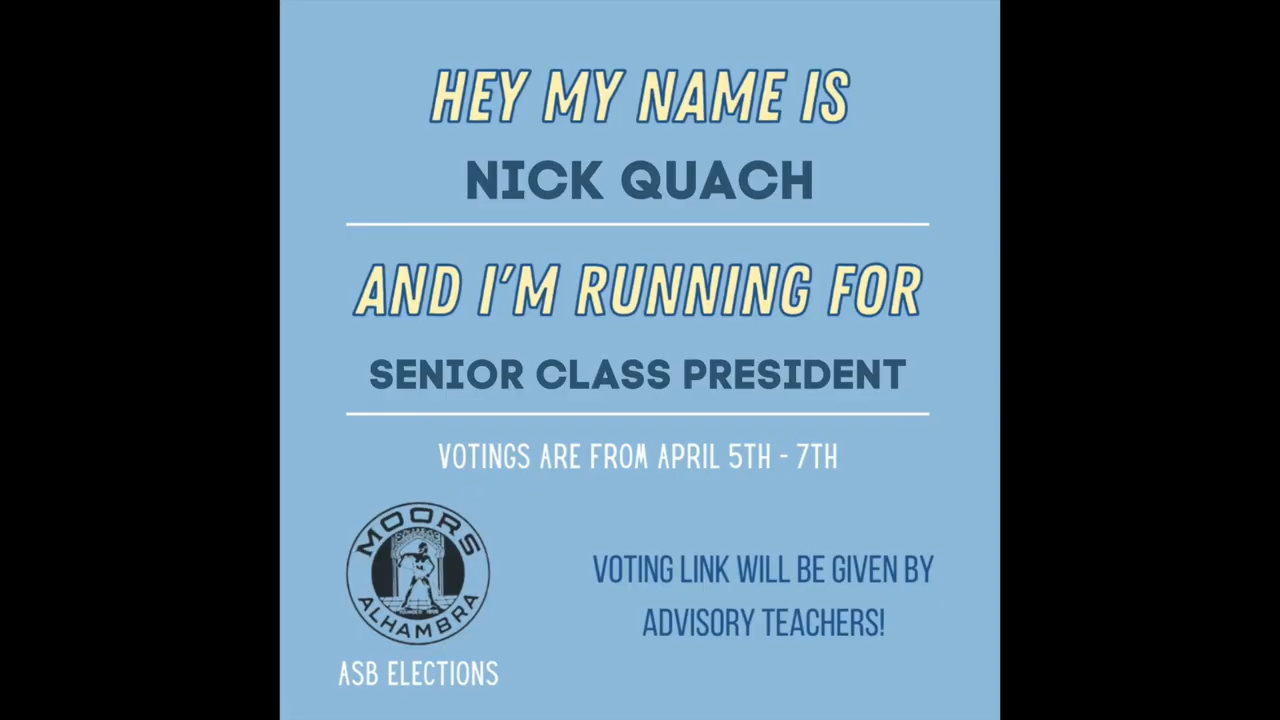 HEY MY NAME IS
NICK QUACH
AND I'M RUNNING FOR
SENIOR CLASS PRESIDENT
VOTINGS ARE FROM APRIL 5TH - 7TH
MOORS
ALHAMBRA
VOTING LINK WILL BE GIVEN BY
ADVISORY TEACHERS!
ASB ELECTIONS